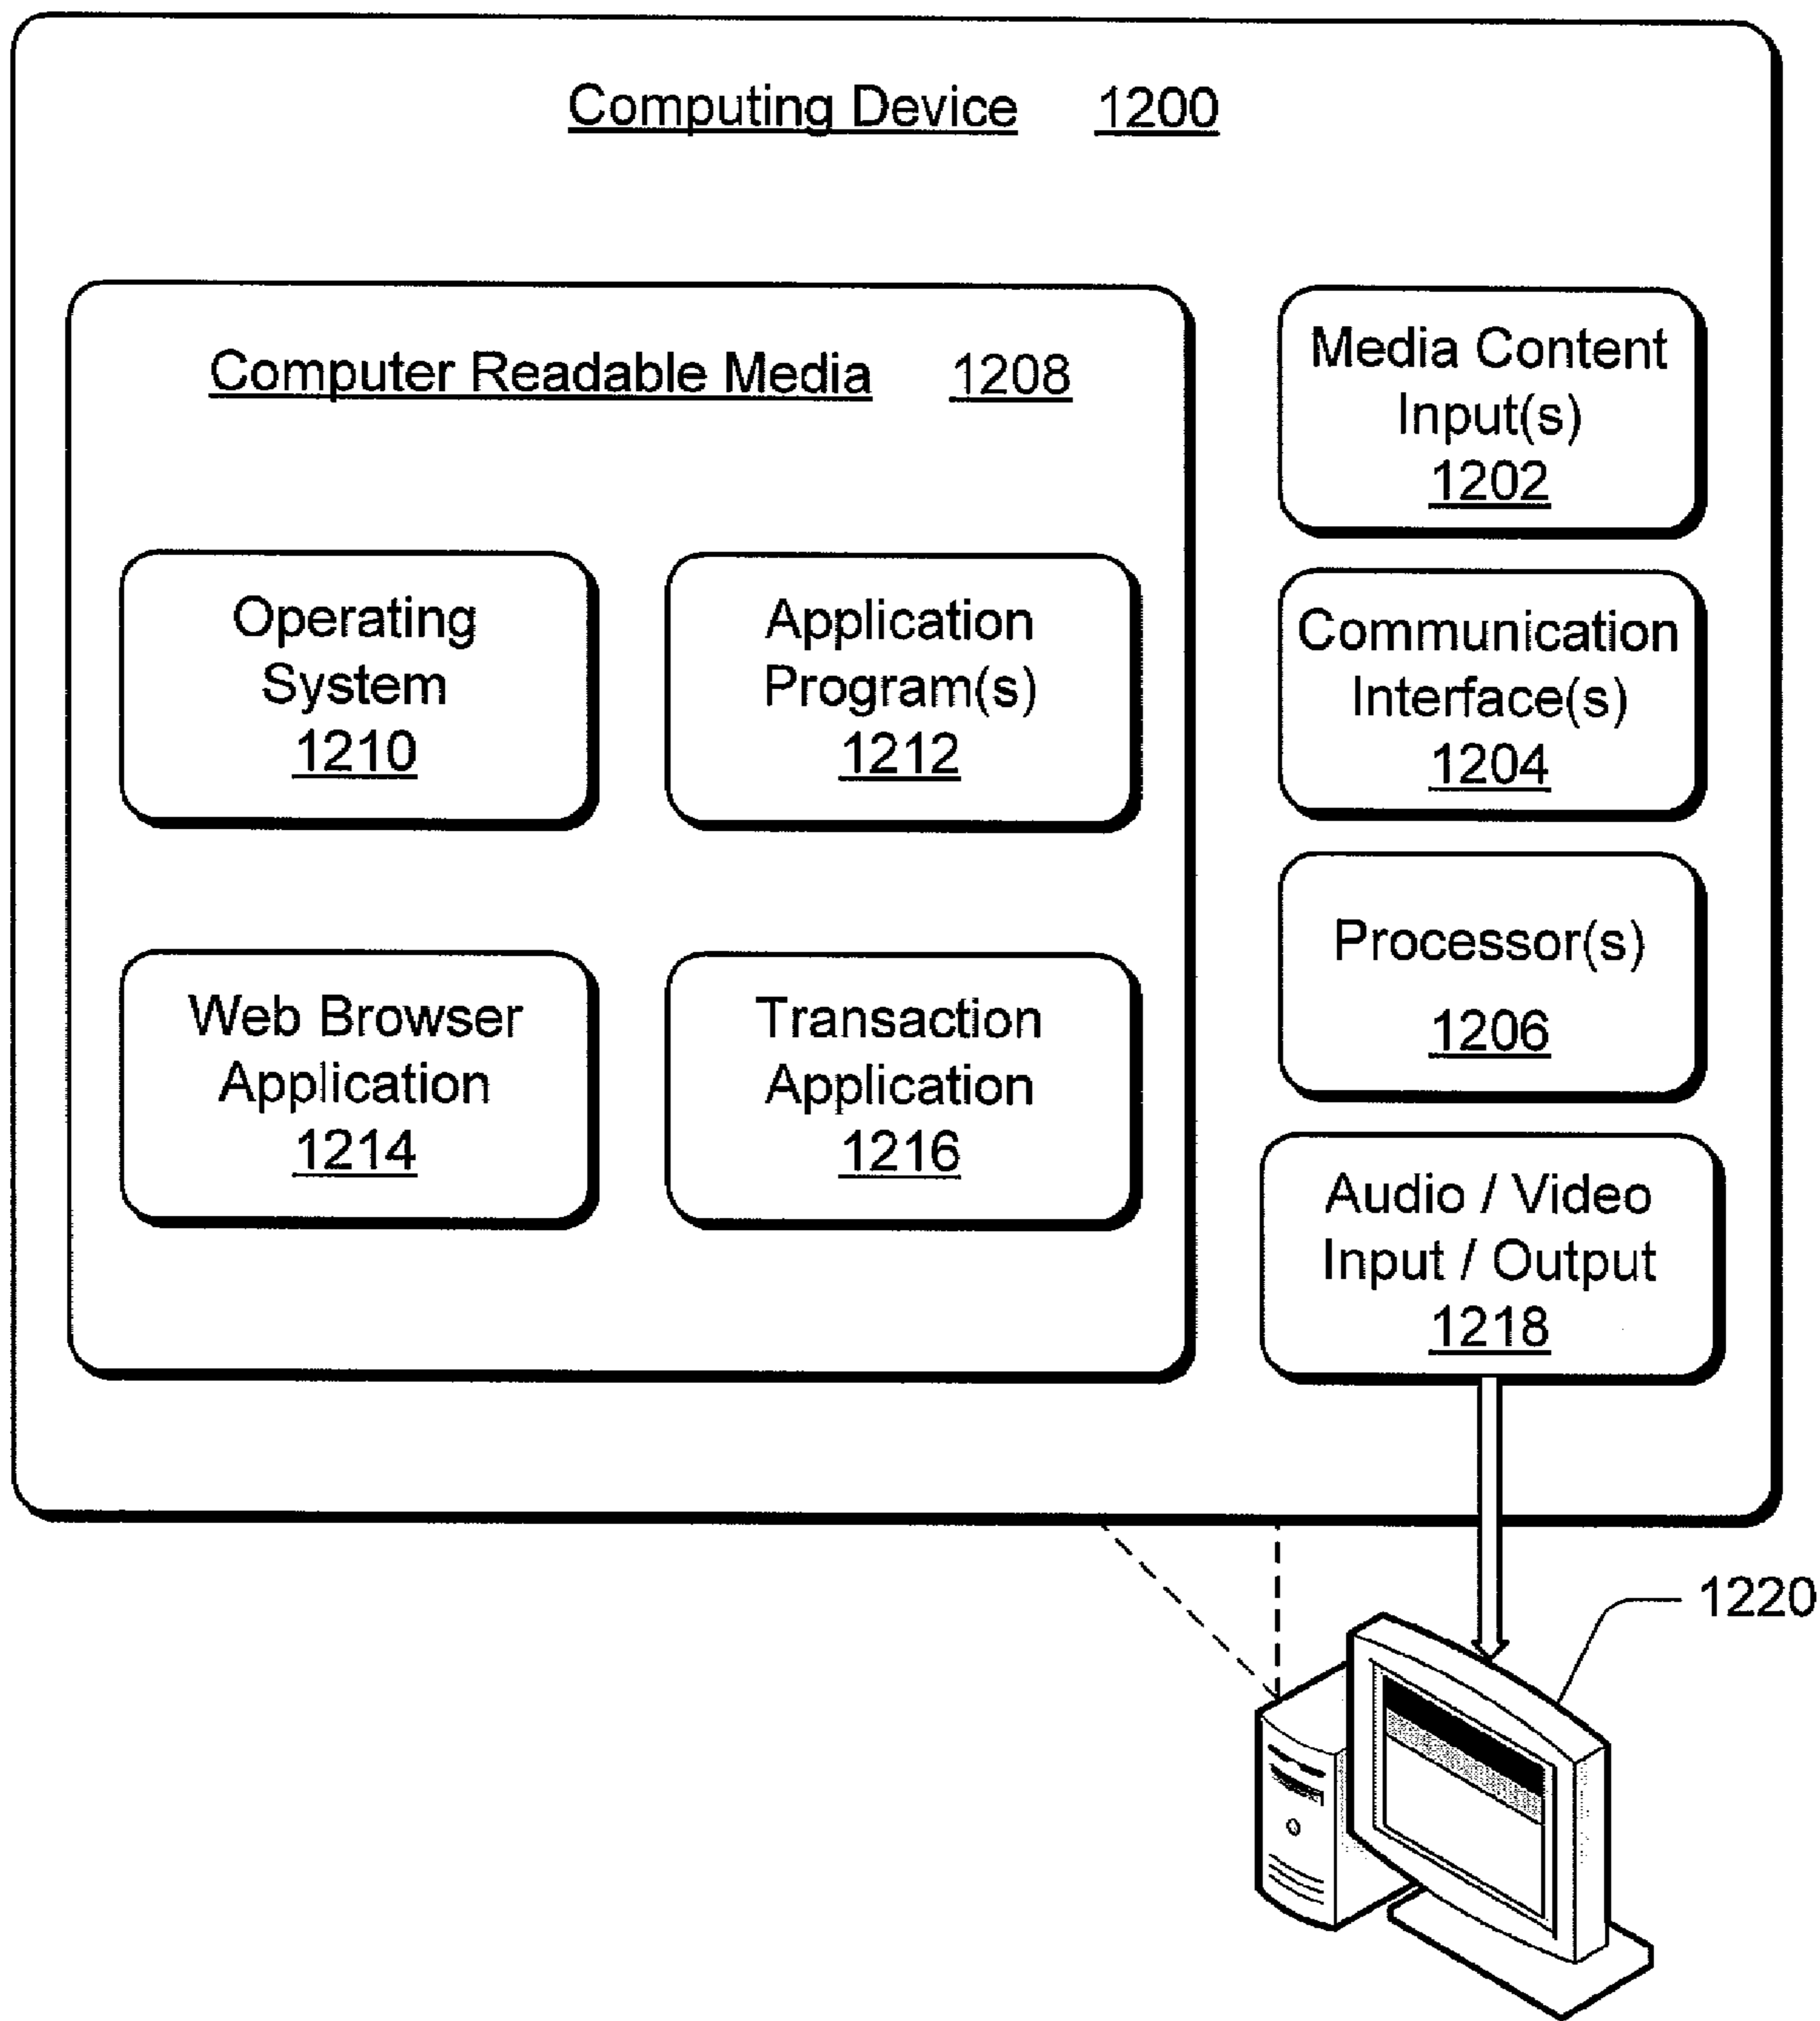 Computing Device 1200
Computer Readable Media 1208
Operating
System
1210
Application
Program(s)
1212
Web Browser
Application
1214
Transaction
Application
1216
Media Content
Input(s)
1202
Communication
Interface(s)
1204
Processor(s)
1206
Audio / Video
Input / Output
1218
1220